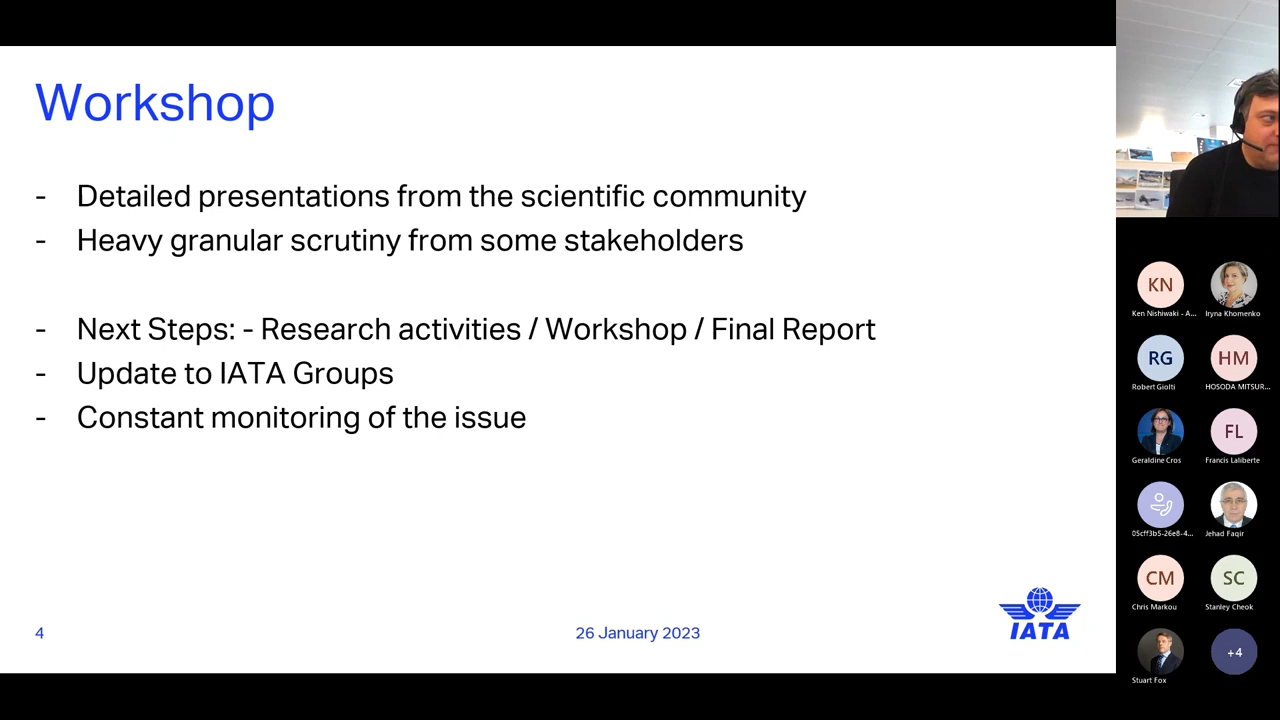 Workshop
- Detailed presentations from the scientific community
- Heavy granular scrutiny from some stakeholders
- Next Steps: - Research activities / Workshop / Final Report
- Update to IATA Groups
- Constant monitoring of the issue
4
26 January 2023
IATA
KN
Ken Nishiwaki - A...
Iryna Khomenko
RG
Robert Giolti
HM
HOSODA MITSUR...
Geraldine Cros
FL
Francis Laliberte
05cff3b5-26e8-4...
Jehad Faqir
CM
Chris Markou
SC
Stanley Cheok
Stuart Fox
+4